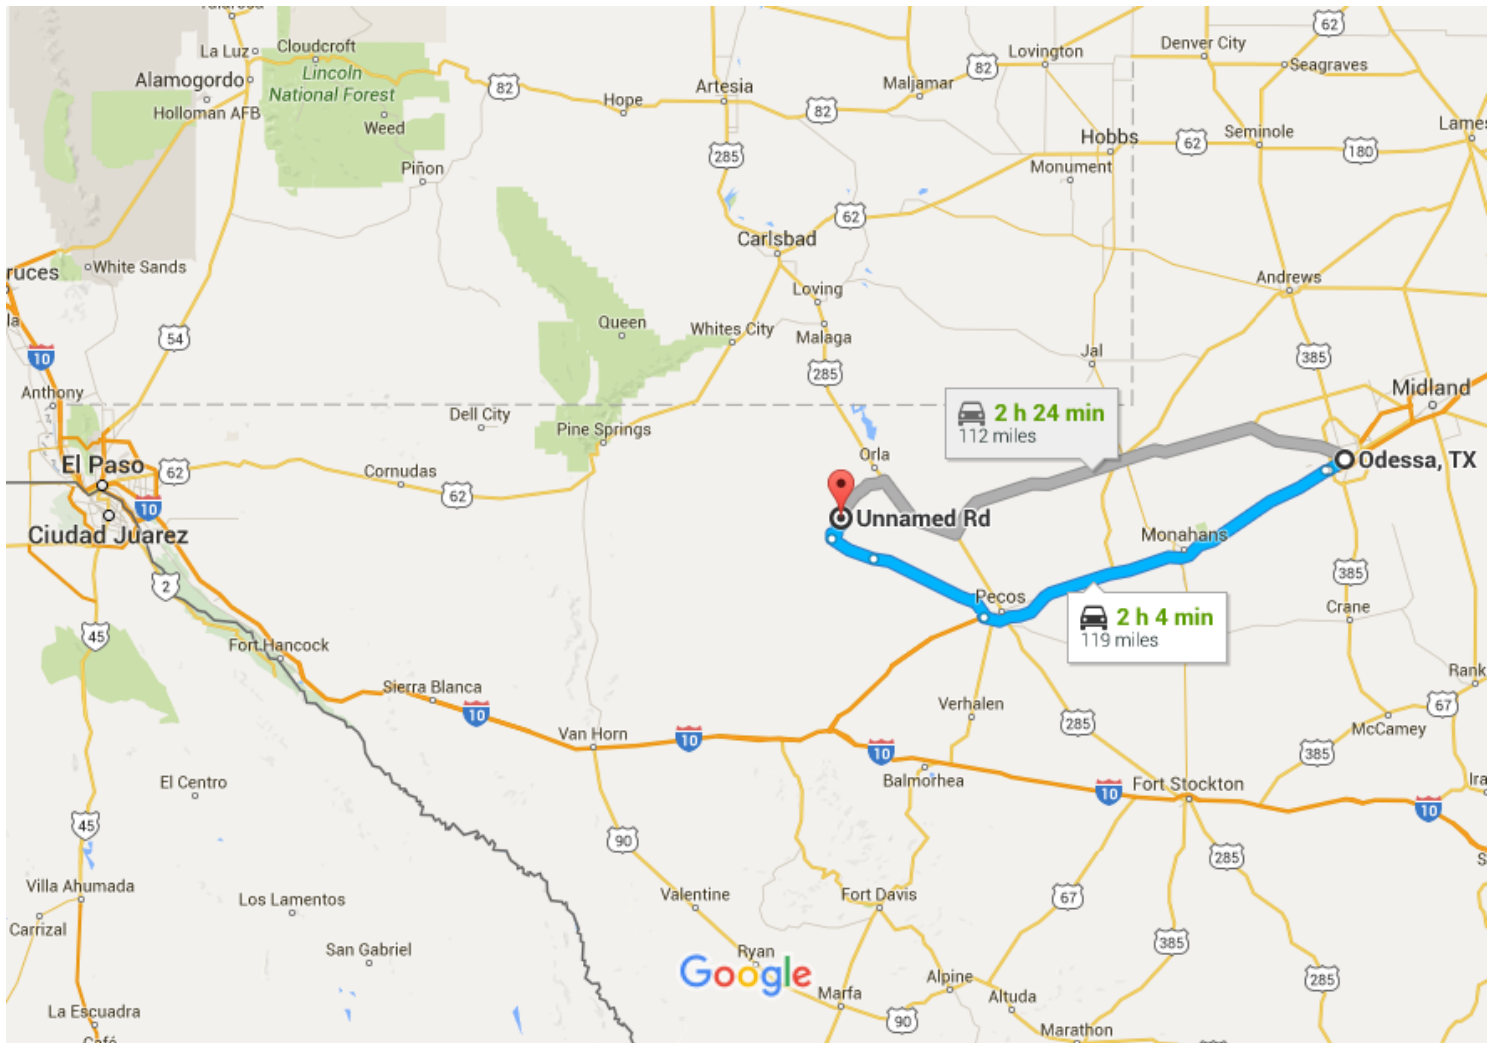 62
Cloudcroft
La Luz
Lincoln
National Forest
Alamogordo
Holloman AFB
Weed
82
Hope
Artesia
82
Maljamar
82
Lovington
Denver City
Seagraves
Hobbs
62
Seminole
180
Lames
Piñon
285
Monument
62
Carlsbad
ruces
White Sands
Andrews
la
Loving
Queen
Whites City
Malaga
54
10
285
Jal
385
Anthony
Midland
Dell City
Pine Springs
2 h 24 min
112 miles
Orla
Odessa, TX
El Paso
62
Cornudas
62
10
Ciudad Juarez
Unnamed Rd
Monahans
2
385
Pecos
Crane
2 h 4 min
119 miles
45
Fort Hancock
Sierra Blanca
10
Van Horn
10
Verhalen
285
Rank
67
McCamey
385
10
Balmorhea
10
Fort Stockton
Ira
10
El Centro
45
90
285
S
Villa Ahumada
Los Lamentos
Valentine
Fort Davis
67
Carrizal
San Gabriel
Ryan
385
Google
Alpine
285
Marfa
Altuda
La Escuadra
90
Marathon
Café